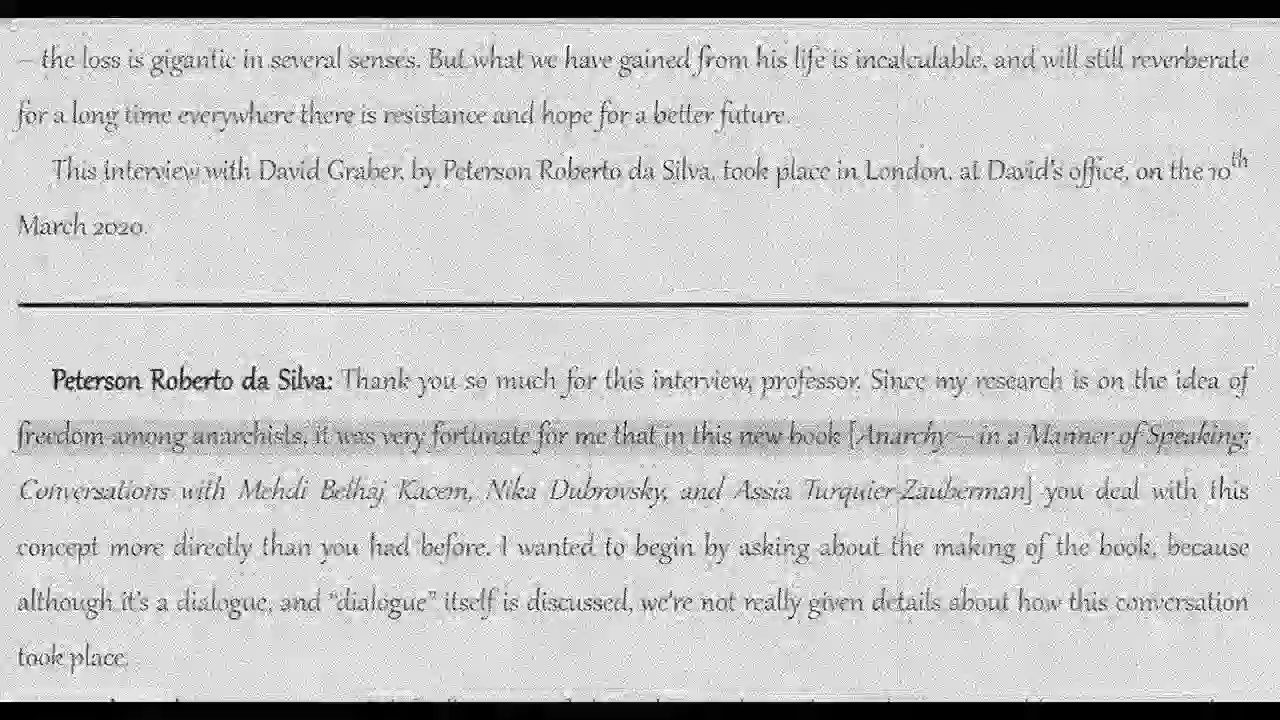 – the loss is gigantic in several senses. But what we have gained from his life is incalculable, and will still reverberate
for a long time everywhere there is resistance and hope for a better future.
This interview with David Graber, by Peterson Roberto da Silva, took place in London, at David's office, on the 10th
March 2020.
Peterson Roberto da Silva: Thank you so much for this interview, professor. Since my research is on the idea of
freedom among anarchists, it was very fortunate for me that in this new book [Anarchy — in a Manner of Speaking:
Conversations with Mehdi Belhaj Kacem, Nika Dubrovsky, and Assia Turquier-Zauberman] you deal with this
concept more directly than you had before. I wanted to begin by asking about the making of the book, because
although it's a dialogue, and "dialogue" itself is discussed, we're not really given details about how this conversation
took place.